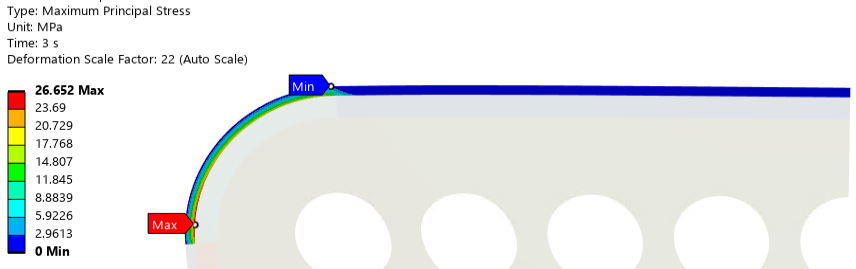 Type: Maximum Principal Stress
Unit: MPa
Time: 3 s
Deformation Scale Factor: 22 (Auto Scale)
26.652 Max
23.69
20.729
17.768
14.807
11.845
8.8839
5.9226
2.9613
0 Min
Min
Max